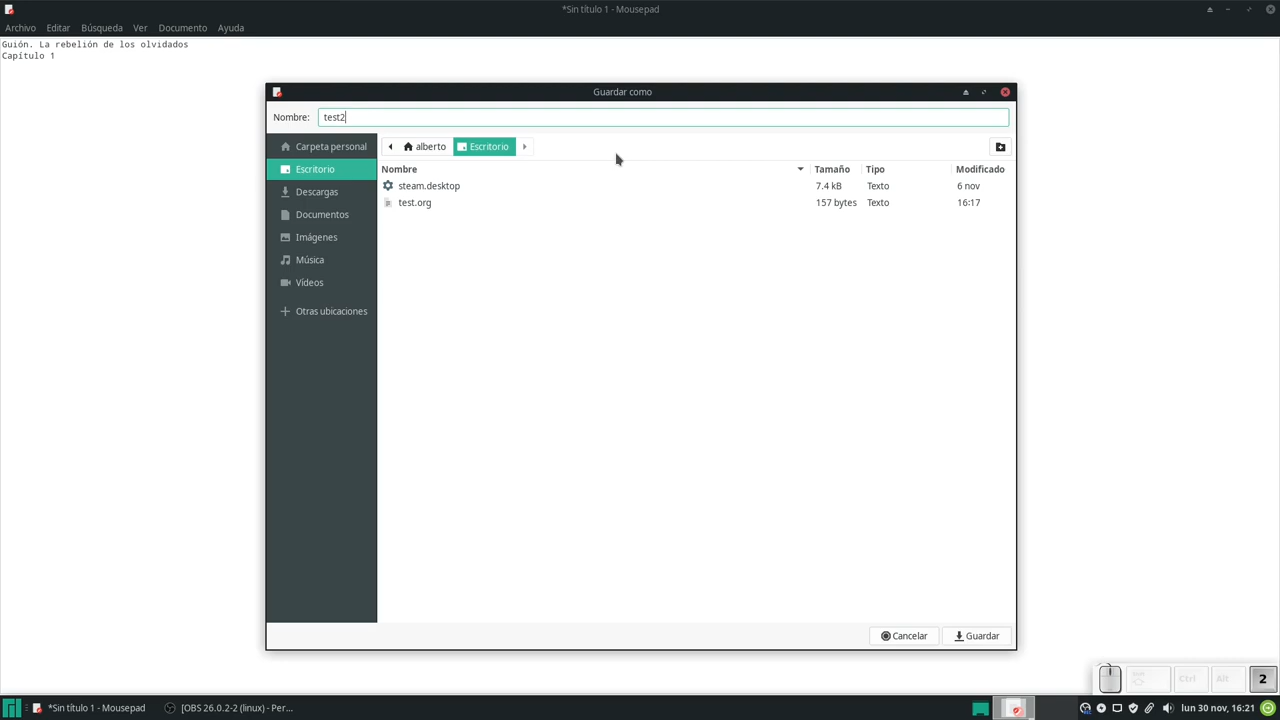 *Sin título 1 - Mousepad
Archivo Editar Búsqueda Ver Documento Ayuda
Guión. La rebelión de los olvidados
Capítulo 1
Guardar como
Nombre: test2
Carpeta personal
Escritorio
Descargas
Documentos
Imágenes
Música
Vídeos
Otras ubicaciones
alberto Escritorio
Nombre Tamaño Tipo Modificado
steam.desktop 7.4 kB Texto 6 nov
test.org 157 bytes Texto 16:17
Cancelar Guardar
Ctrl Alt 2
*Sin título 1 - Mousepad [OBS 26.0.2-2 (linux) - Per... lun 30 nov, 16:21